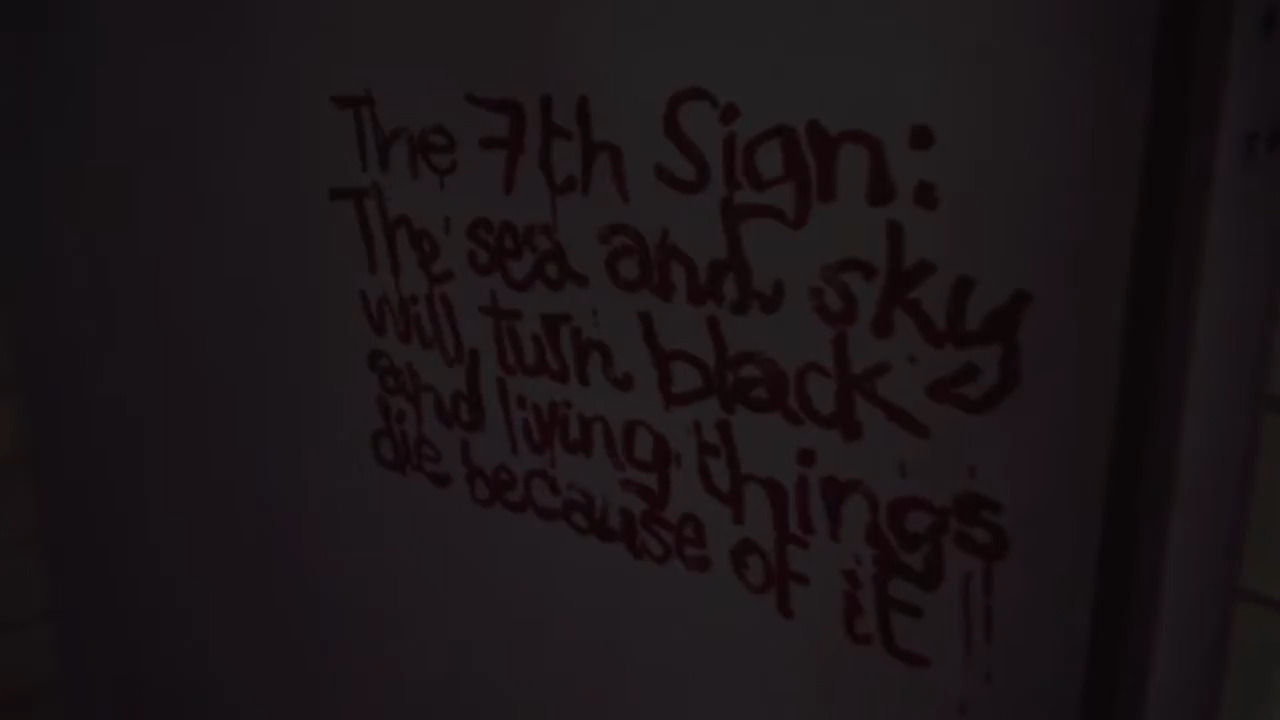 The 7th Sign:
The sea and sky
will turn black
and living things
die because of it